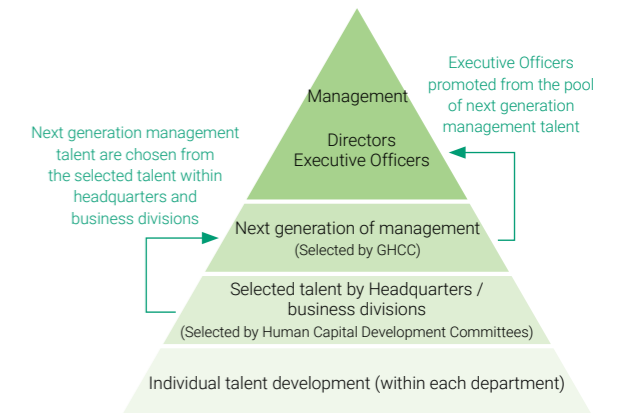 Management
Directors
Executive Officers
Executive Officers
promoted from the pool
of next generation
management talent
Next generation management
talent are chosen from
the selected talent within
headquarters and
business divisions
Next generation of management
(Selected by GHCC)
Selected talent by Headquarters /
business divisions
(Selected by Human Capital Development Committees)
Individual talent development (within each department)